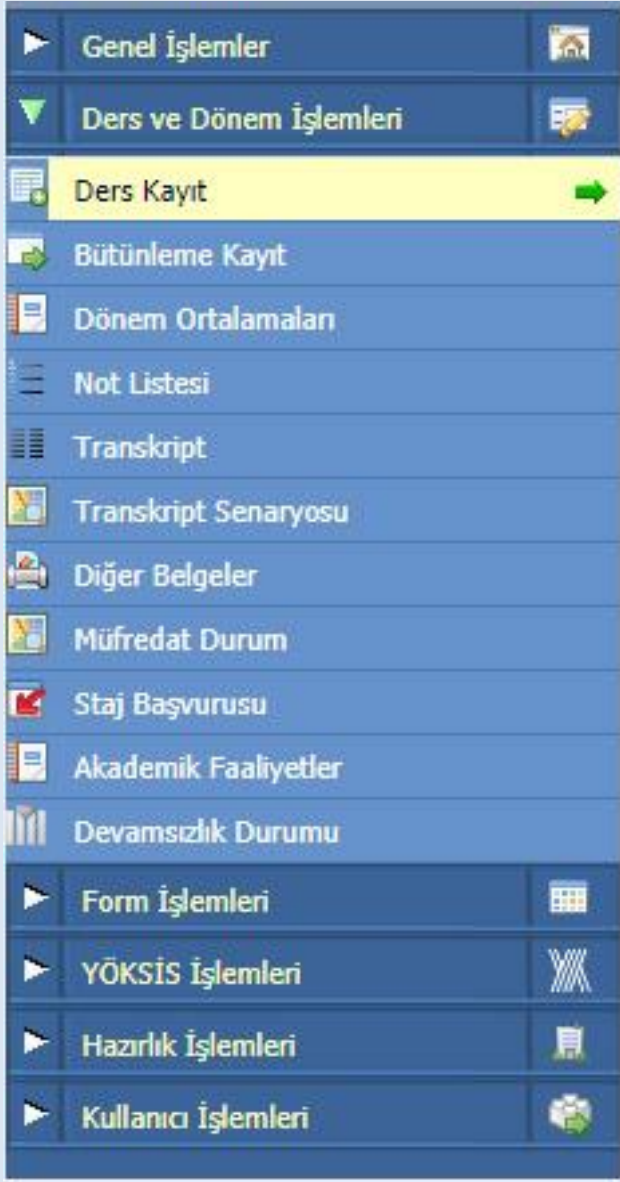 Genel İşlemler
Ders ve Dönem İşlemleri
Ders Kayıt
Bütünleme Kayıt
Dönem Ortalamaları
Not Listesi
Transkript
Transkript Senaryosu
Diğer Belgeler
Müfredat Durum
Staj Başvurusu
Akademik Faaliyetler
Devamsızlık Durumu
Form İşlemleri
YÖKSİS İşlemleri
Hazırlık İşlemleri
Kullanıcı İşlemleri